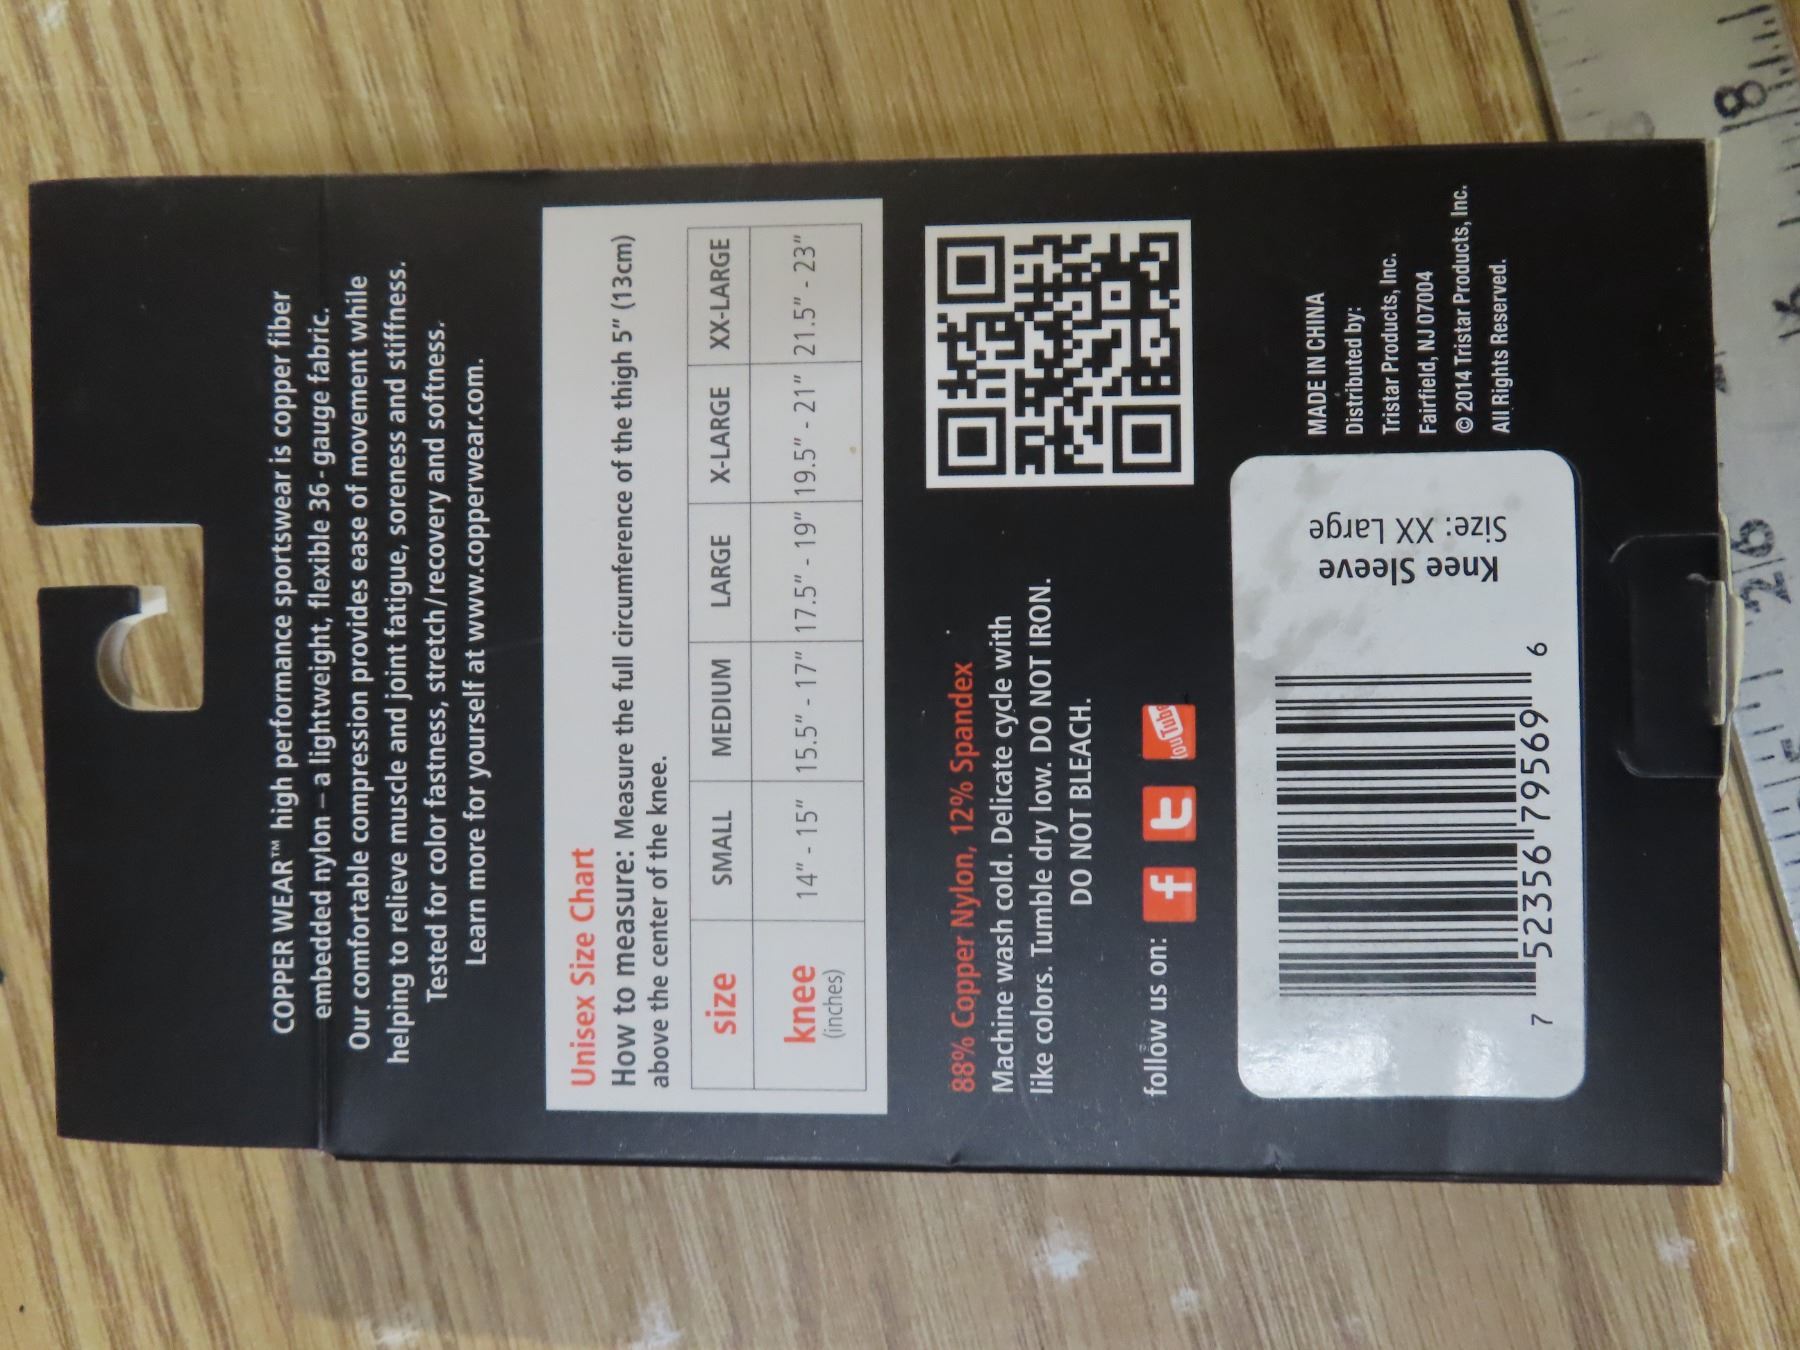 COPPER WEAR™ high performance sportswear is copper fiber
embedded nylon – a lightweight, flexible 36-gauge fabric.
Our comfortable compression provides ease of movement while
helping to relieve muscle and joint fatigue, soreness and stiffness.
Tested for color fastness, stretch/recovery and softness.
Learn more for yourself at www.copperwear.com.
Unisex Size Chart
How to measure: Measure the full circumference of the thigh 5" (13cm)
above the center of the knee.
size SMALL MEDIUM LARGE X-LARGE XX-LARGE
knee (inches) 14" - 15" 15.5" - 17" 17.5" - 19" 19.5" - 21" 21.5" - 23"
88% Copper Nylon, 12% Spandex
Machine wash cold. Delicate cycle with
like colors. Tumble dry low. DO NOT IRON.
DO NOT BLEACH.
follow us on: f t YouTube
7 52356 79569 6
Knee Sleeve
Size: XX Large
MADE IN CHINA
Distributed by:
Tristar Products, Inc.
Fairfield, NJ 07004
© 2014 Tristar Products, Inc.
All Rights Reserved.
8
26